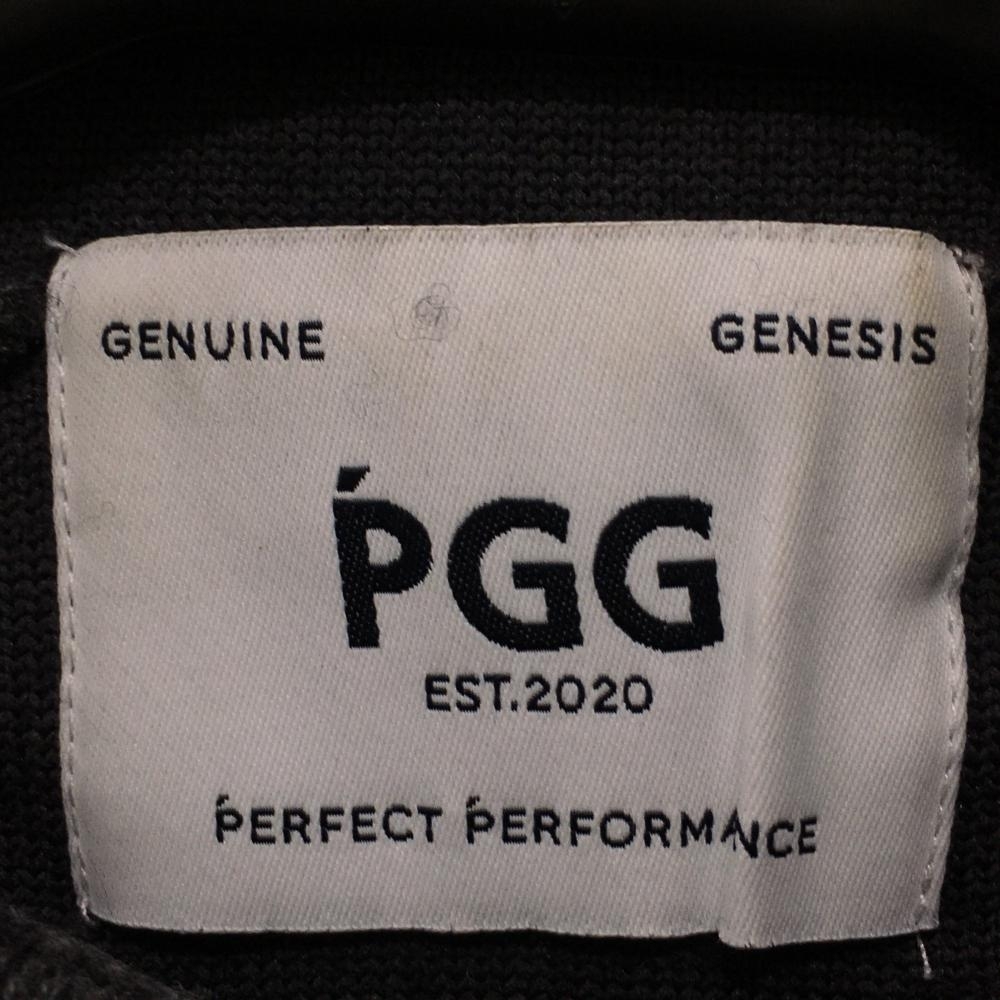 GENUINE GENESIS
ṔGG
EST.2020
ṔERFECT ṔERFORMANCE